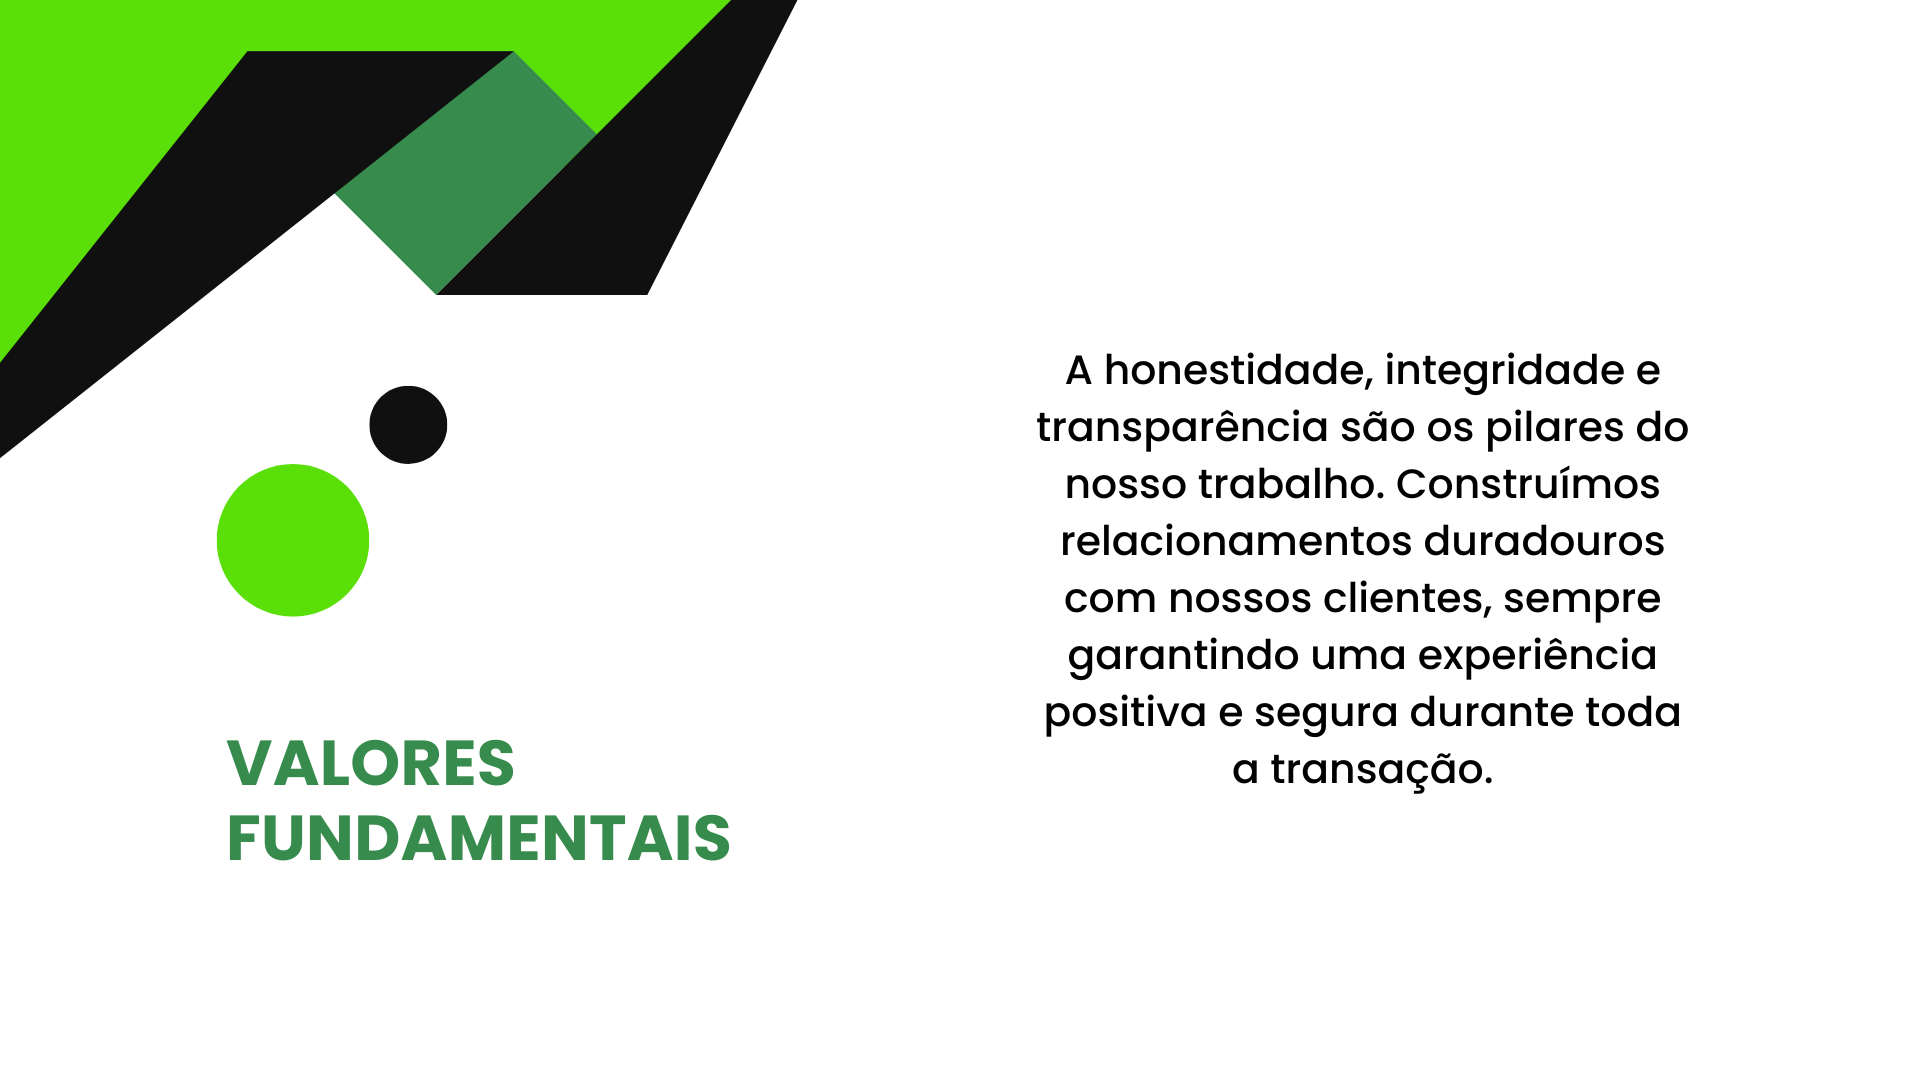 VALORES
FUNDAMENTAIS
A honestidade, integridade e
transparência são os pilares do
nosso trabalho. Construímos
relacionamentos duradouros
com nossos clientes, sempre
garantindo uma experiência
positiva e segura durante toda
a transação.